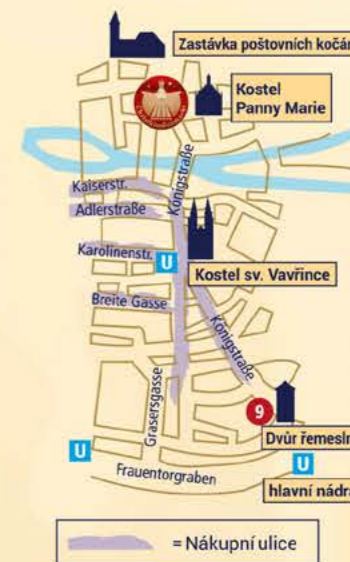 Zastávka poštovních kočár
Kostel
Panny Marie
Königstraße
Kaiserstr.
Adlerstraße
Karolinenstr.
U
Kostel sv. Vavřince
Breite Gasse
Königstraße
Grasersgasse
9
Dvůr řemesln
U
U
Frauentorgraben
hlavní nádra
= Nákupní ulice